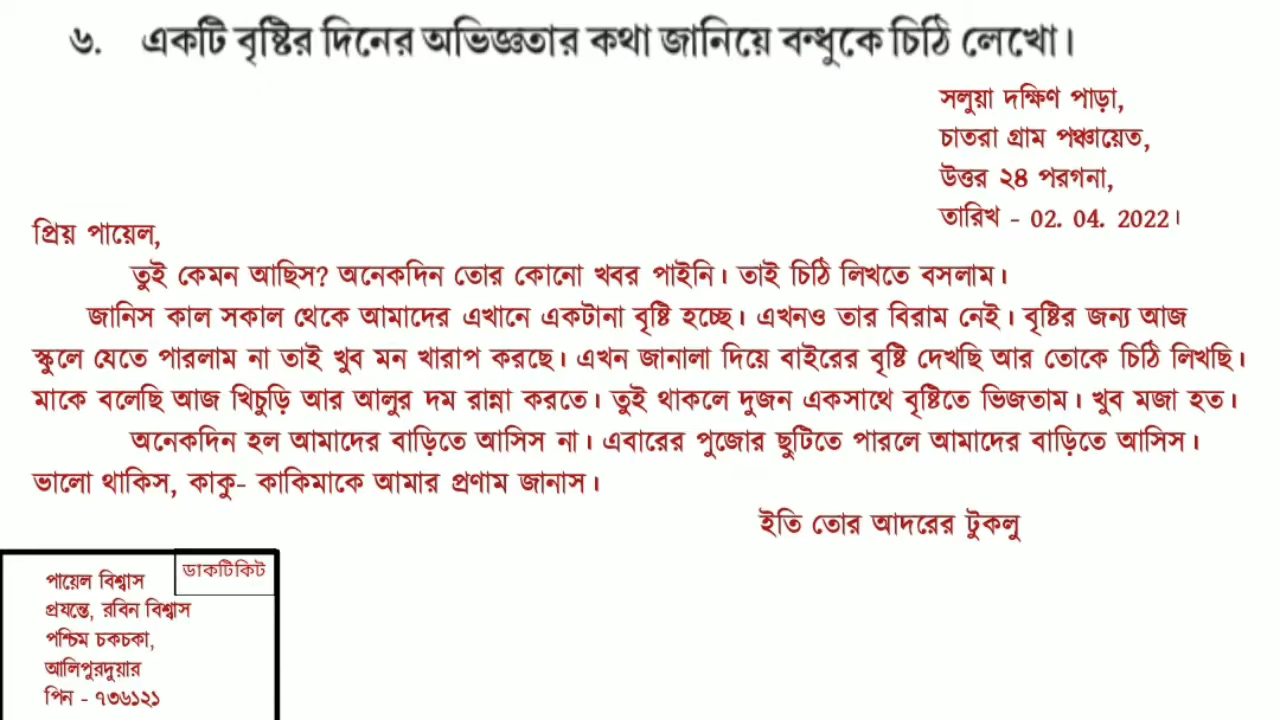 ৬. একটি বৃষ্টির দিনের অভিজ্ঞতার কথা জানিয়ে বন্ধুকে চিঠি লেখো।
সলুয়া দক্ষিণ পাড়া,
চাতরা গ্রাম পঞ্চায়েত,
উত্তর ২৪ পরগনা,
তারিখ - 02. 04. 2022।
প্রিয় পায়েল,
তুই কেমন আছিস? অনেকদিন তোর কোনো খবর পাইনি। তাই চিঠি লিখতে বসলাম।
জানিস কাল সকাল থেকে আমাদের এখানে একটানা বৃষ্টি হচ্ছে। এখনও তার বিরাম নেই। বৃষ্টির জন্য আজ
স্কুলে যেতে পারলাম না তাই খুব মন খারাপ করছে। এখন জানালা দিয়ে বাইরের বৃষ্টি দেখছি আর তোকে চিঠি লিখছি।
মাকে বলেছি আজ খিচুড়ি আর আলুর দম রান্না করতে। তুই থাকলে দুজন একসাথে বৃষ্টিতে ভিজতাম। খুব মজা হত।
অনেকদিন হল আমাদের বাড়িতে আসিস না। এবারের পুজোর ছুটিতে পারলে আমাদের বাড়িতে আসিস।
ভালো থাকিস, কাকু- কাকিমাকে আমার প্রণাম জানাস।
ইতি তোর আদরের টুকলু
ডাকটিকিট
পায়েল বিশ্বাস
প্রযন্তে, রবিন বিশ্বাস
পশ্চিম চকচকা,
আলিপুরদুয়ার
পিন - ৭৩৬১২১